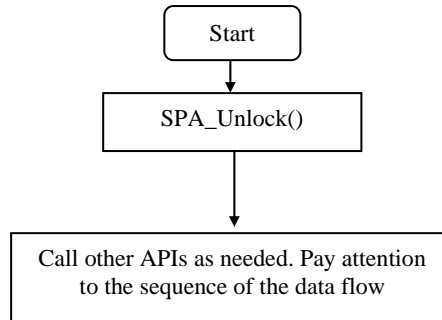 Start
SPA_Unlock()
Call other APIs as needed. Pay attention
to the sequence of the data flow